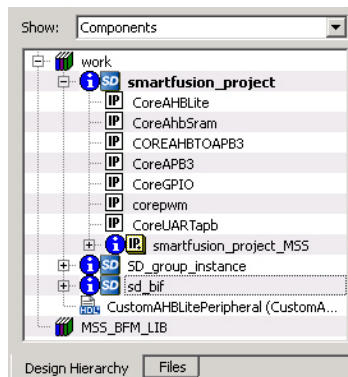 Show: Components
work
SD smartfusion_project
IP CoreAHBLite
IP CoreAhbSram
IP COREAHBTOAPB3
IP CoreAPB3
IP CoreGPIO
IP corepwm
IP CoreUARTapb
IP smartfusion_project_MSS
SD SD_group_instance
SD sd_bif
HDL CustomAHBLitePeripheral (CustomA...
MSS_BFM_LIB
Design Hierarchy Files